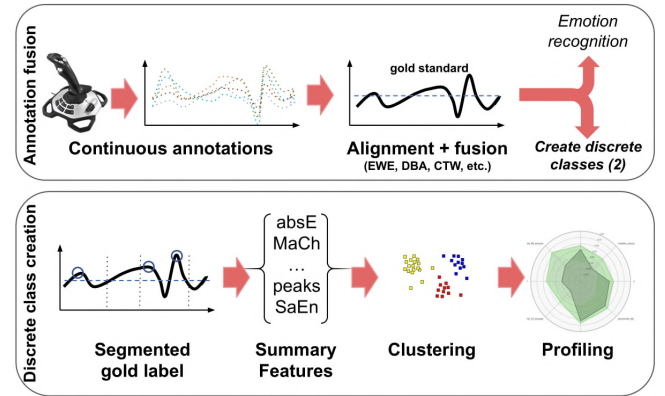 Annotation fusion
Continuous annotations
gold standard
Alignment + fusion
(EWE, DBA, CTW, etc.)
Emotion
recognition
Create discrete
classes (2)
Discrete class creation
Segmented
gold label
absE
MaCh
...
peaks
SaEn
Summary
Features
Clustering
Profiling